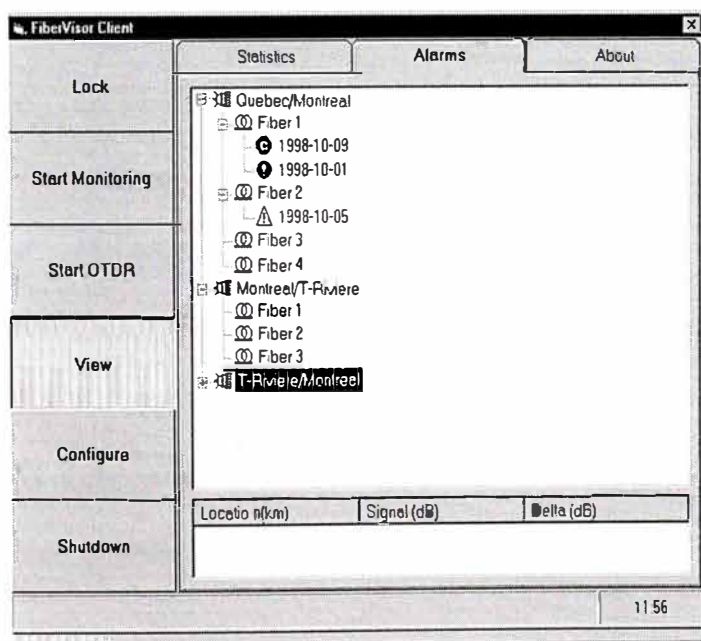 FiberVisor Client
Lock
Start Monitoring
Start OTDR
View
Configure
Shutdown
Statistics
Alarms
About
Quebec/Montreal
Fiber 1
1998-10-09
1998-10-01
Fiber 2
1998-10-05
Fiber 3
Fiber 4
Montreal/T-Riviere
Fiber 1
Fiber 2
Fiber 3
T-Riviere/Montreal
Location(km)
Signal (dB)
Delta (dB)
11:56